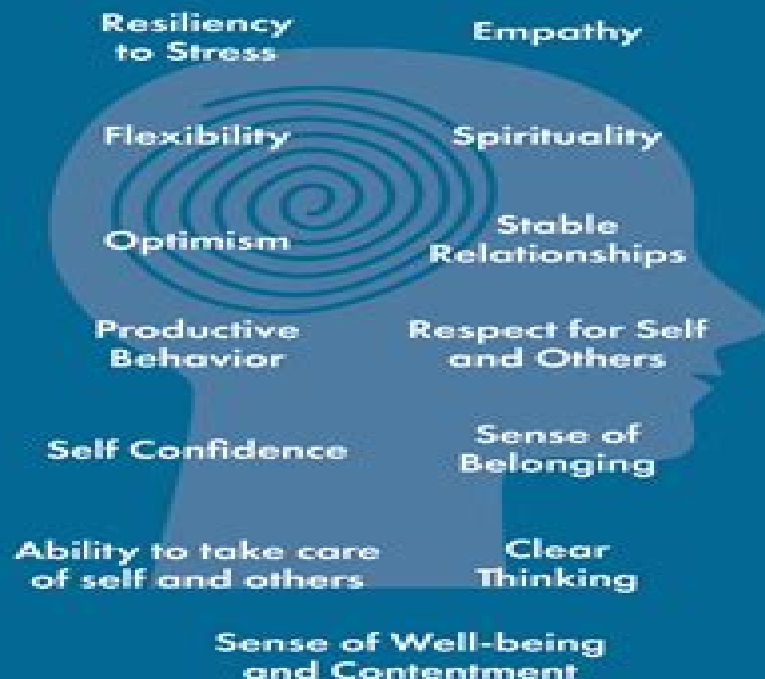 Resiliency
to Stress
Empathy
Flexibility
Spirituality
Optimism
Stable
Relationships
Productive
Behavior
Respect for Self
and Others
Self Confidence
Sense of
Belonging
Ability to take care
of self and others
Clear
Thinking
Sense of Well-being
and Contentment